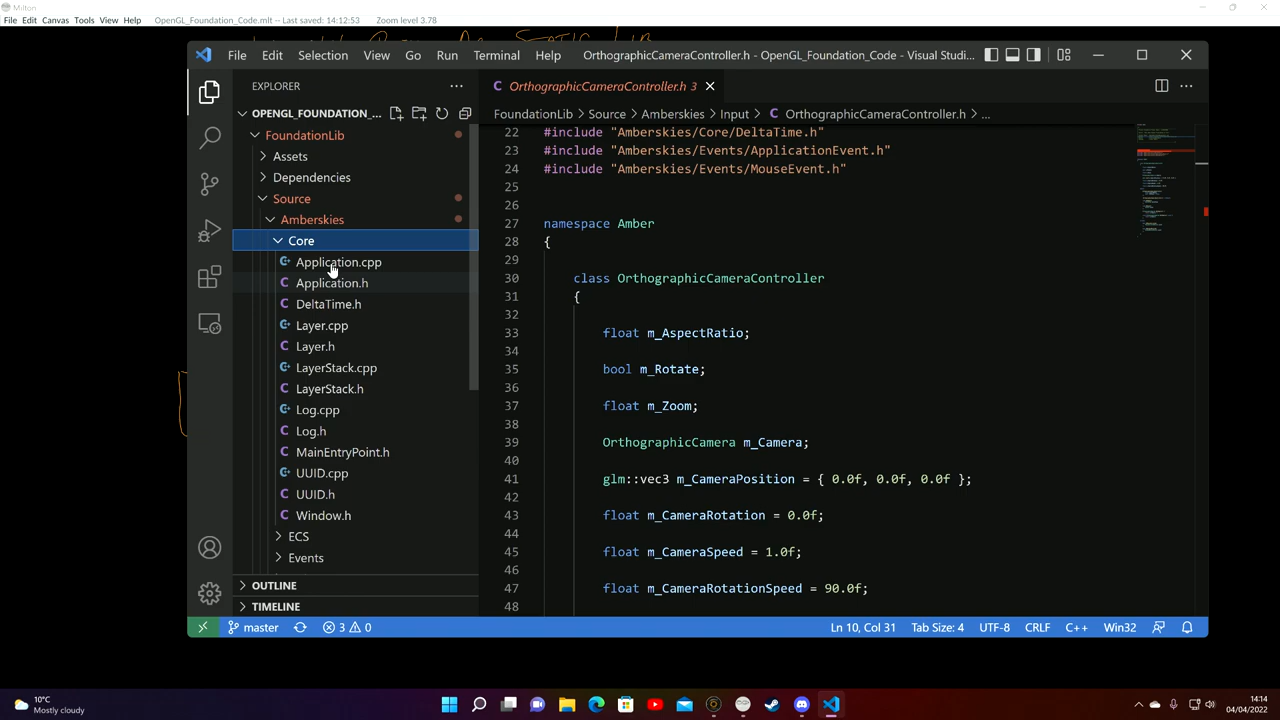 Milton
File Edit Canvas Tools View Help OpenGL_Foundation_Code.mlt -- Last saved: 14:12:53 Zoom level 3.78
File Edit Selection View Go Run Terminal Help OrthographicCameraController.h - OpenGL_Foundation_Code - Visual Studi...
EXPLORER
OPENGL_FOUNDATION_...
FoundationLib
Assets
Dependencies
Source
Amberskies
Core
Application.cpp
Application.h
DeltaTime.h
Layer.cpp
Layer.h
LayerStack.cpp
LayerStack.h
Log.cpp
Log.h
MainEntryPoint.h
UUID.cpp
UUID.h
Window.h
ECS
Events
OUTLINE
TIMELINE
OrthographicCameraController.h 3
FoundationLib > Source > Amberskies > Input > OrthographicCameraController.h > ...
22 #include "Amberskies/Core/DeltaTime.h"
23 #include "Amberskies/Events/ApplicationEvent.h"
24 #include "Amberskies/Events/MouseEvent.h"
25
26
27 namespace Amber
28 {
29
30 class OrthographicCameraController
31 {
32
33 float m_AspectRatio;
34
35 bool m_Rotate;
36
37 float m_Zoom;
38
39 OrthographicCamera m_Camera;
40
41 glm::vec3 m_CameraPosition = { 0.0f, 0.0f, 0.0f };
42
43 float m_CameraRotation = 0.0f;
44
45 float m_CameraSpeed = 1.0f;
46
47 float m_CameraRotationSpeed = 90.0f;
48
master 3 0 Ln 10, Col 31 Tab Size: 4 UTF-8 CRLF C++ Win32
10°C
Mostly cloudy
14:14
04/04/2022